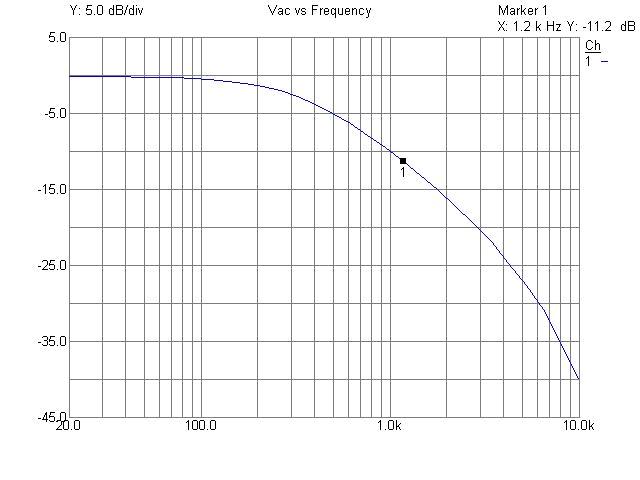 Y: 5.0 dB/div Vac vs Frequency Marker 1
X: 1.2 k Hz Y: -11.2 dB
5.0
Ch
1 –
-5.0
1
-15.0
-25.0
-35.0
-45.0
20.0 100.0 1.0k 10.0k